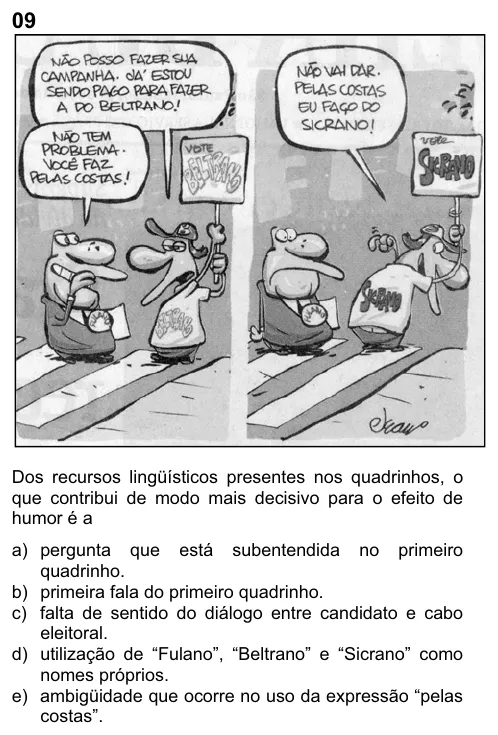 09
NÃO POSSO FAZER SUA
CAMPANHA. JÁ ESTOU
SENDO PAGO PARA FAZER
A DO BELTRANO!
NÃO TEM
PROBLEMA.
VOCÊ FAZ
PELAS COSTAS!
VOTE
BELTRANO
BELTRANO
NÃO VAI DAR.
PELAS COSTAS
EU FAÇO DO
SICRANO!
VOTE
SICRANO
SICRANO
Dos recursos lingüísticos presentes nos quadrinhos, o
que contribui de modo mais decisivo para o efeito de
humor é a
a) pergunta que está subentendida no primeiro
quadrinho.
b) primeira fala do primeiro quadrinho.
c) falta de sentido do diálogo entre candidato e cabo
eleitoral.
d) utilização de “Fulano”, “Beltrano” e “Sicrano” como
nomes próprios.
e) ambigüidade que ocorre no uso da expressão “pelas
costas”.